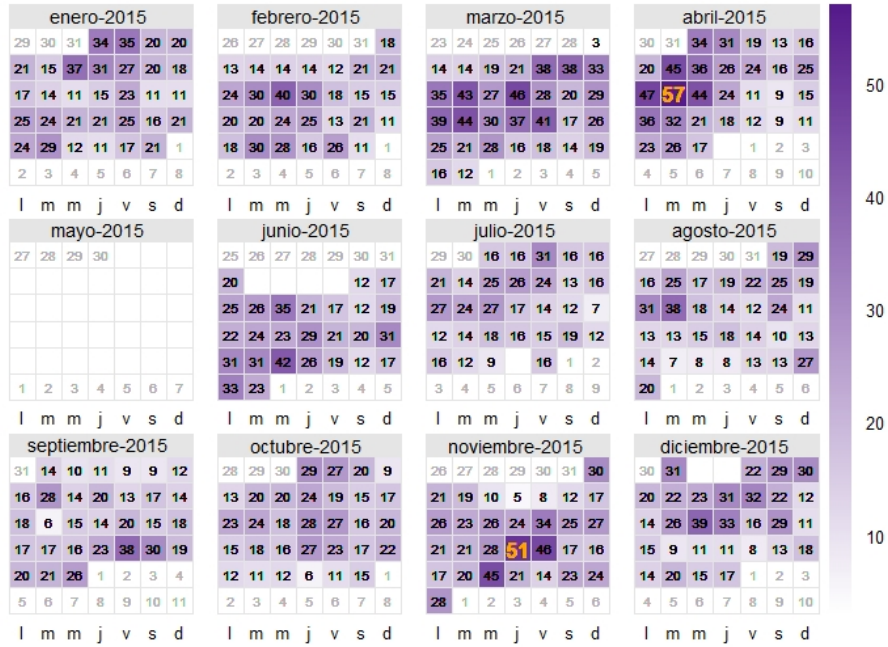 enero-2015
29 30 31 34 35 20 20
21 15 37 31 27 20 18
17 14 11 15 23 11 11
25 24 21 21 25 16 21
24 29 12 11 17 21 1
2 3 4 5 6 7 8
l m m j v s d
febrero-2015
26 27 28 29 30 31 18
13 14 14 14 12 21 21
24 30 40 30 18 15 15
20 20 24 25 13 21 11
18 30 28 16 26 11 1
2 3 4 5 6 7 8
l m m j v s d
marzo-2015
23 24 25 26 27 28 3
14 14 19 21 38 38 33
35 43 27 46 28 20 29
39 44 30 37 41 17 26
25 21 28 16 18 14 19
16 12 1 2 3 4 5
l m m j v s d
abril-2015
30 31 34 31 19 13 16
20 45 36 26 24 16 25
47 57 44 24 11 9 15
36 32 21 18 12 9 11
23 26 17 1 2 3
4 5 6 7 8 9 10
l m m j v s d
mayo-2015
27 28 29 30
1 2 3 4 5 6 7
l m m j v s d
junio-2015
25 26 27 28 29 30 31
20 12 17
25 26 35 21 17 12 19
22 24 23 29 21 20 31
31 31 42 26 19 12 17
33 23 1 2 3 4 5
l m m j v s d
julio-2015
29 30 16 16 31 16 16
21 14 25 26 24 13 16
27 24 27 17 14 12 7
12 14 18 16 15 19 12
16 12 9 16 1 2
3 4 5 6 7 8 9
l m m j v s d
agosto-2015
27 28 29 30 31 19 29
16 25 17 19 22 25 19
31 38 18 14 12 24 11
13 13 15 18 14 10 13
14 7 8 8 13 13 27
20 1 2 3 4 5 6
l m m j v s d
septiembre-2015
31 14 10 11 9 9 12
16 28 14 20 13 17 14
18 6 15 14 20 15 18
17 17 16 23 38 30 19
20 21 26 1 2 3 4
5 6 7 8 9 10 11
l m m j v s d
octubre-2015
28 29 30 29 27 20 9
13 20 20 24 19 15 17
23 24 18 28 27 16 20
15 18 16 27 23 17 22
12 11 12 6 11 15 1
2 3 4 5 6 7 8
l m m j v s d
noviembre-2015
26 27 28 29 30 31 30
21 19 10 5 8 12 17
26 23 26 24 34 25 27
21 21 28 51 46 17 16
17 20 45 21 14 23 24
28 1 2 3 4 5 6
l m m j v s d
diciembre-2015
30 31 22 29 30
20 22 23 31 32 22 12
14 26 39 33 16 29 11
15 9 11 11 8 13 18
14 20 15 17 1 2 3
4 5 6 7 8 9 10
l m m j v s d
50
40
30
20
10